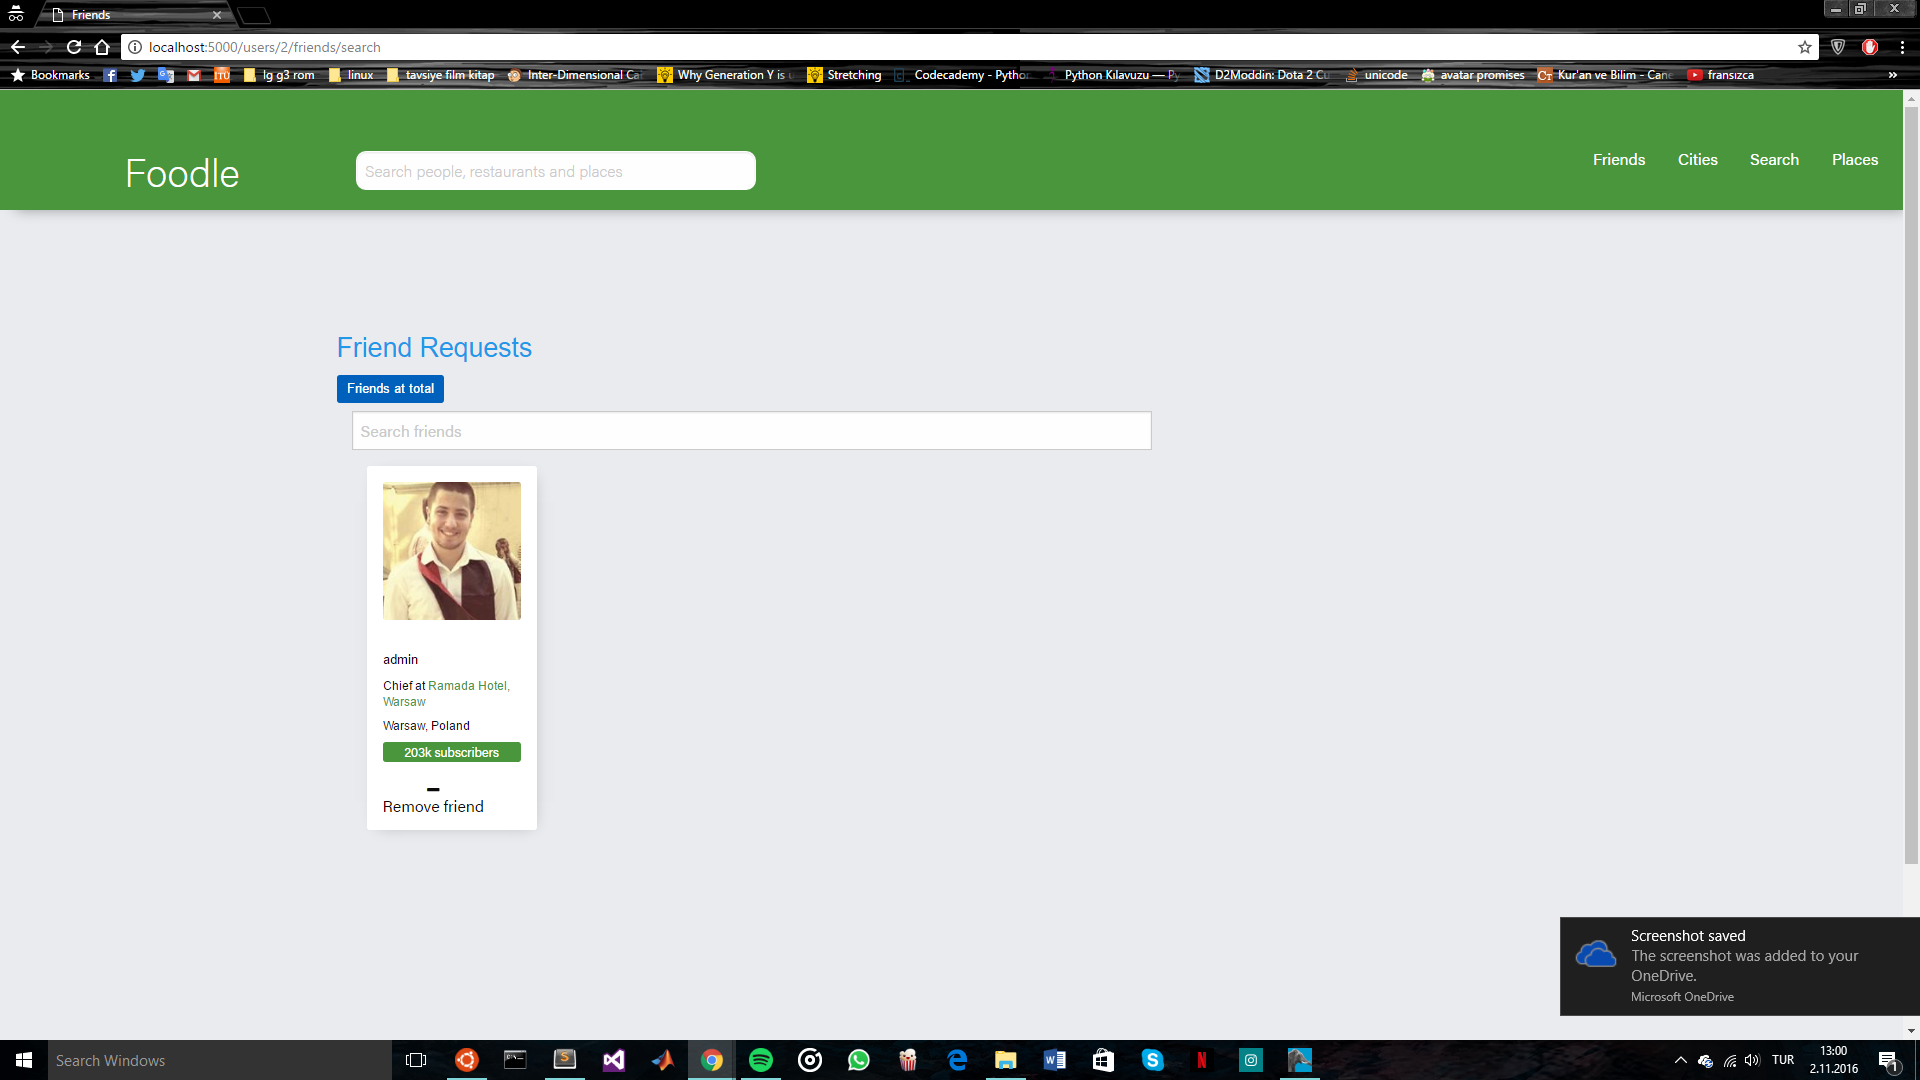 Friends
localhost:5000/users/2/friends/search
Bookmarks
lg g3 rom
linux
tavsiye film kitap
Inter-Dimensional Ca
Why Generation Y is u
Stretching
Codecademy - Pytho
Python Kılavuzu — Py
D2Moddin: Dota 2 Cu
unicode
avatar promises
Kur'an ve Bilim - Cane
fransızca
Foodle
Search people, restaurants and places
Friends
Cities
Search
Places
Friend Requests
Friends at total
Search friends
admin
Chief at Ramada Hotel,
Warsaw
Warsaw, Poland
203k subscribers
Remove friend
Screenshot saved
The screenshot was added to your
OneDrive.
Microsoft OneDrive
Search Windows
TUR
13:00
2.11.2016
1